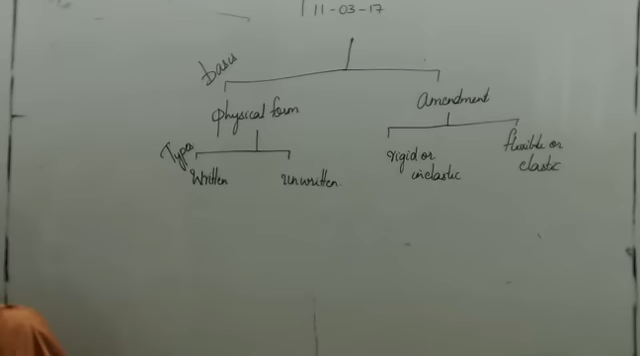 11-03-17
Basis
Physical form
Amendment
Types
Written
unwritten.
rigid or
inelastic
flexible or
elastic